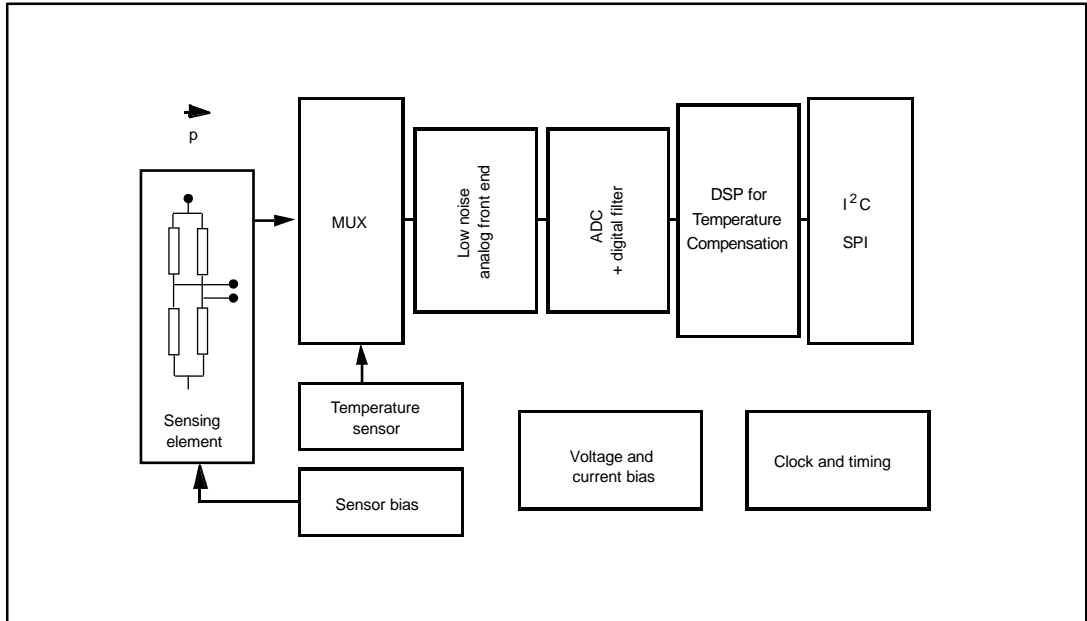 p
Sensing
element
MUX
Low noise
analog front end
ADC
+ digital filter
DSP for
Temperature
Compensation
I²C
SPI
Temperature
sensor
Sensor bias
Voltage and
current bias
Clock and timing